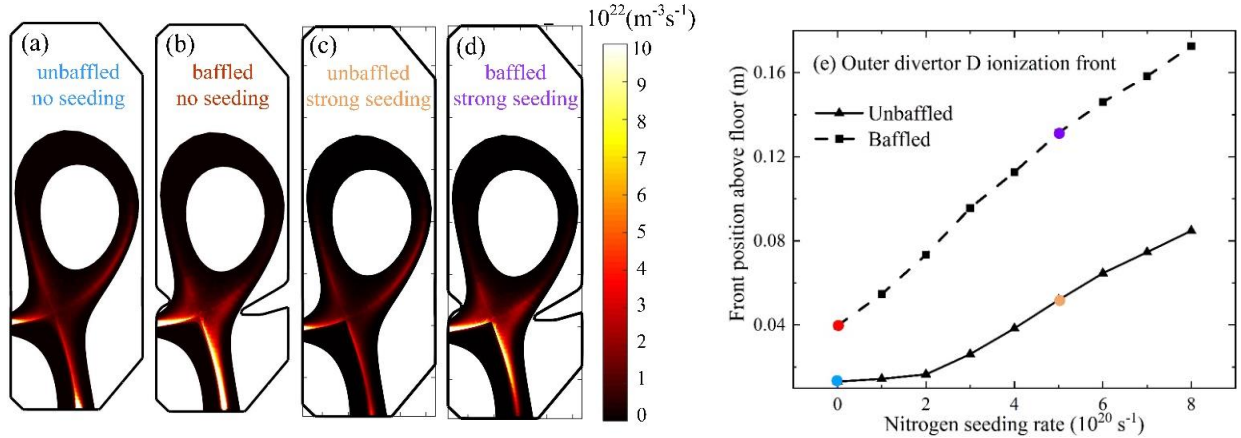 (a)
unbaffled
no seeding
(b)
baffled
no seeding
(c)
unbaffled
strong seeding
(d)
baffled
strong seeding
10²²(m⁻³s⁻¹)
10
9
8
7
6
5
4
3
2
1
0
(e) Outer divertor D ionization front
Unbaffled
Baffled
Front position above floor (m)
0.16
0.12
0.08
0.04
0
2
4
6
8
Nitrogen seeding rate (10²⁰ s⁻¹)